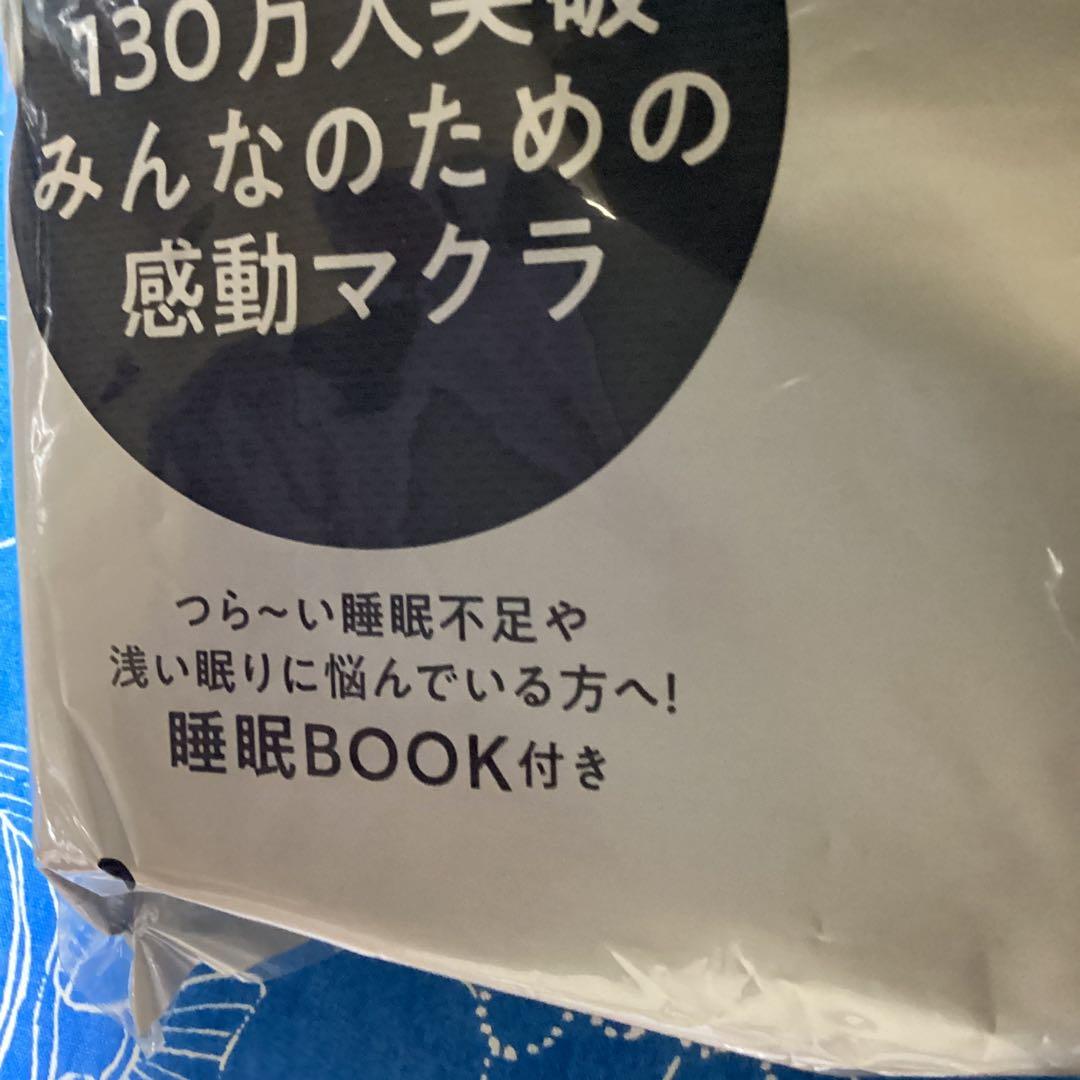 130万人突破
みんなのための
感動マクラ
つら〜い睡眠不足や
浅い眠りに悩んでいる方へ!
睡眠BOOK付き